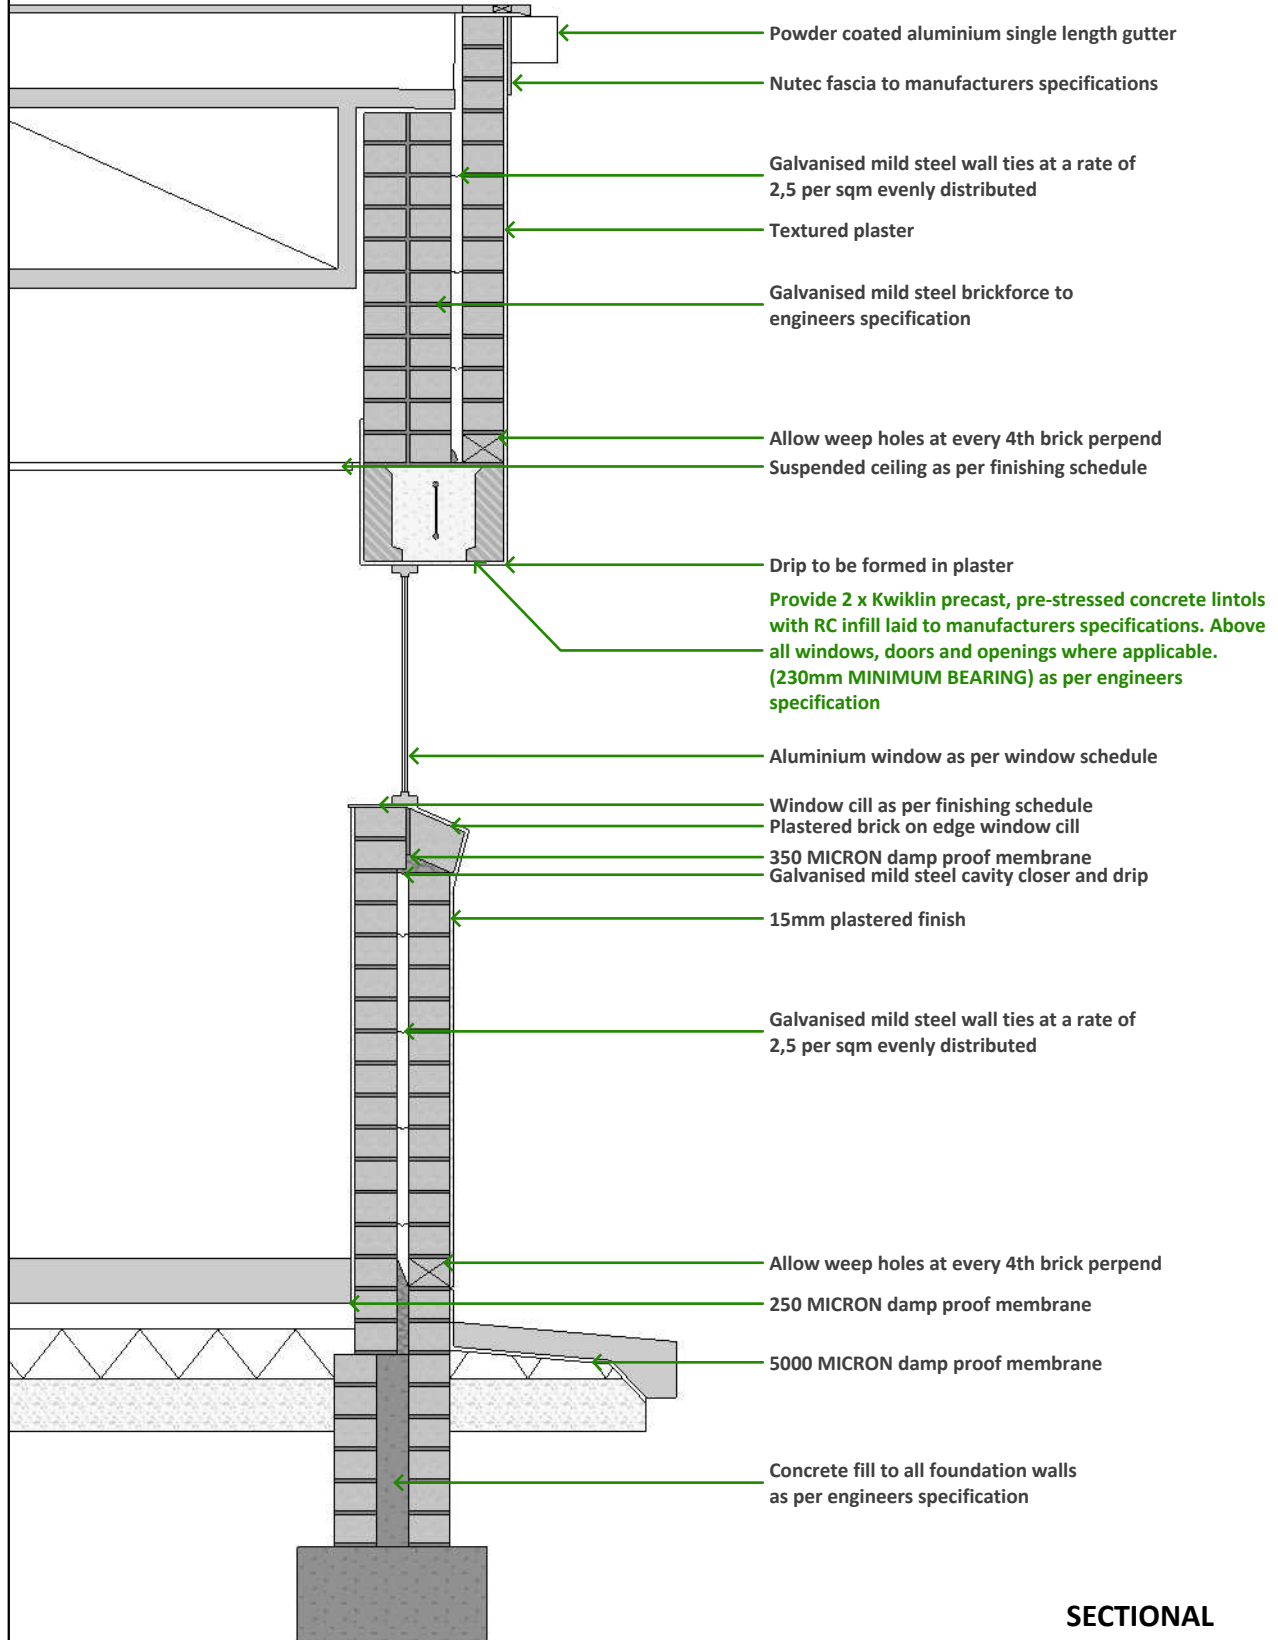 Powder coated aluminium single length gutter
Nutec fascia to manufacturers specifications
Galvanised mild steel wall ties at a rate of
2,5 per sqm evenly distributed
Textured plaster
Galvanised mild steel brickforce to
engineers specification
Allow weep holes at every 4th brick perpend
Suspended ceiling as per finishing schedule
Drip to be formed in plaster
Provide 2 x Kwiklin precast, pre-stressed concrete lintols
with RC infill laid to manufacturers specifications. Above
all windows, doors and openings where applicable.
(230mm MINIMUM BEARING) as per engineers
specification
Aluminium window as per window schedule
Window cill as per finishing schedule
Plastered brick on edge window cill
350 MICRON damp proof membrane
Galvanised mild steel cavity closer and drip
15mm plastered finish
Galvanised mild steel wall ties at a rate of
2,5 per sqm evenly distributed
Allow weep holes at every 4th brick perpend
250 MICRON damp proof membrane
5000 MICRON damp proof membrane
Concrete fill to all foundation walls
as per engineers specification
SECTIONAL